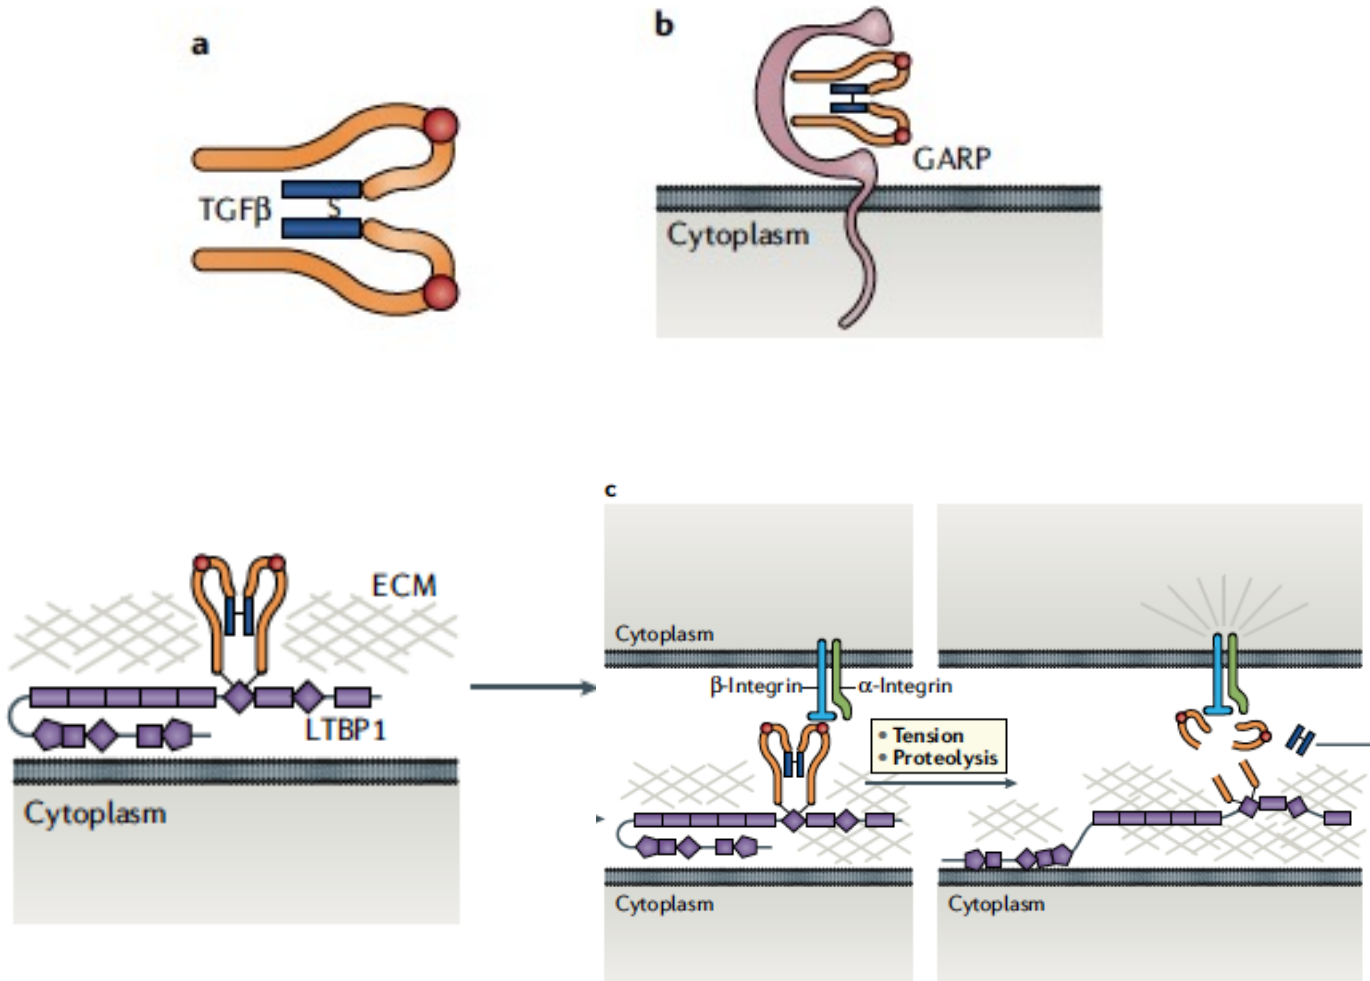 a
b
TGFβ
S
GARP
Cytoplasm
c
ECM
LTBP1
Cytoplasm
Cytoplasm
β-Integrin
α-Integrin
• Tension
• Proteolysis
Cytoplasm
Cytoplasm